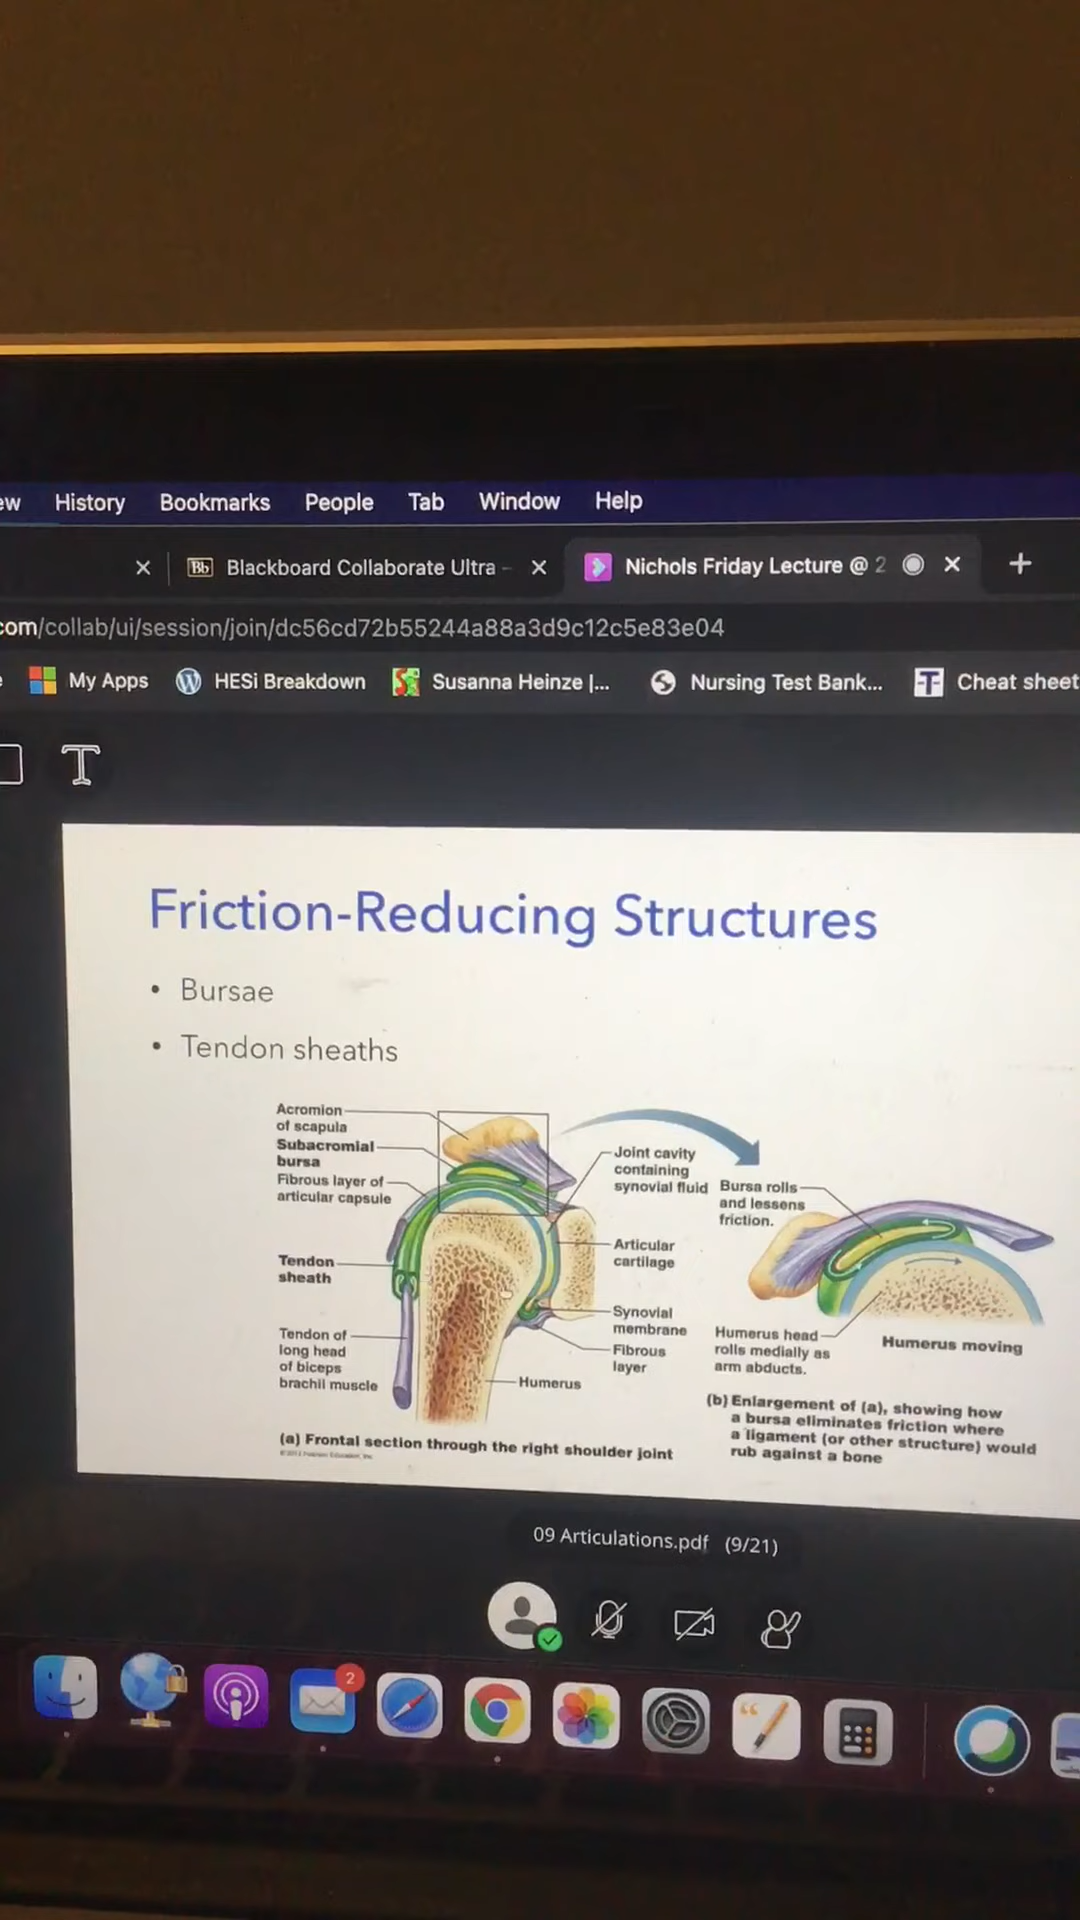 ew History Bookmarks People Tab Window Help
Blackboard Collaborate Ultra - Nichols Friday Lecture @ 2
com/collab/ui/session/join/dc56cd72b55244a88a3d9c12c5e83e04
e My Apps HESi Breakdown Susanna Heinze |... Nursing Test Bank... Cheat sheet
T
Friction-Reducing Structures
• Bursae
• Tendon sheaths
Acromion
of scapula
Subacromial
bursa
Fibrous layer of
articular capsule
Tendon
sheath
Tendon of
long head
of biceps
brachii muscle
Joint cavity
containing
synovial fluid
Articular
cartilage
Synovial
membrane
Fibrous
layer
Humerus
(a) Frontal section through the right shoulder joint
Bursa rolls
and lessens
friction.
Humerus head
rolls medially as
arm abducts.
Humerus moving
(b) Enlargement of (a), showing how
a bursa eliminates friction where
a ligament (or other structure) would
rub against a bone
09 Articulations.pdf (9/21)
2